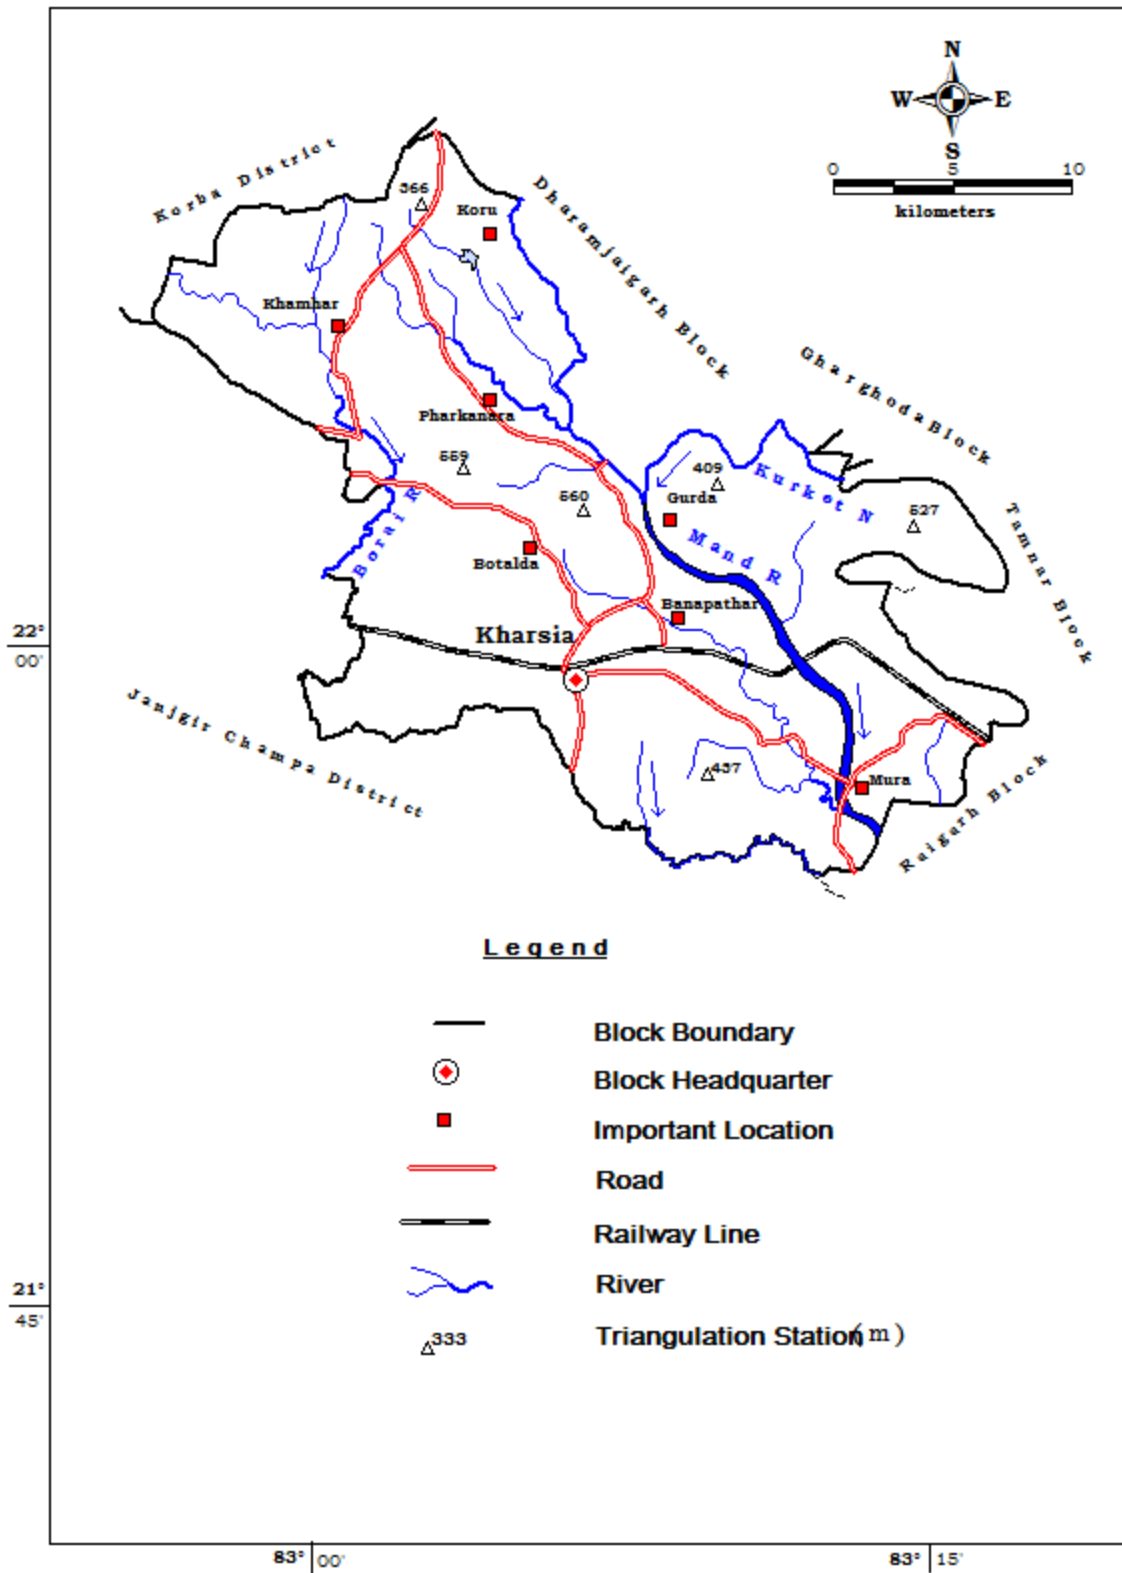 N
W E
S
0 5 10
kilometers
Korba District
Dharamjaigarh Block
366
Koru
Khamhar
Gharghoda Block
Pharkanara
559
409
Kurket N
560
Gurda
527
Tamnar Block
Borai R
Mand R
Botalda
Banapathar
Kharsia
22°
00'
Janjgir Champa District
437
Mura
Raigarh Block
Legend
Block Boundary
Block Headquarter
Important Location
Road
Railway Line
River
333
Triangulation Station(m)
21°
45'
83° 00'
83° 15'